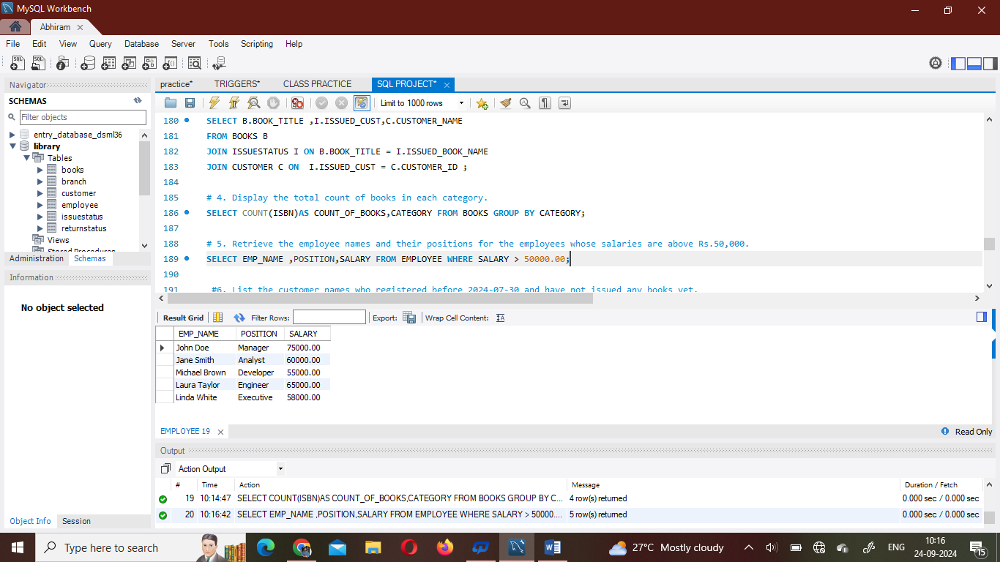 MySQL Workbench
Abhiram
File Edit View Query Database Server Tools Scripting Help
Navigator
SCHEMAS
Filter objects
entry_database_dsml36
library
Tables
books
branch
customer
employee
issuestatus
returnstatus
Views
Stored Procedures
Administration Schemas
Information
No object selected
Object Info Session
practice* TRIGGERS* CLASS PRACTICE SQL PROJECT*
Limit to 1000 rows
180 SELECT B.BOOK_TITLE ,I.ISSUED_CUST,C.CUSTOMER_NAME
181 FROM BOOKS B
182 JOIN ISSUESTATUS I ON B.BOOK_TITLE = I.ISSUED_BOOK_NAME
183 JOIN CUSTOMER C ON  I.ISSUED_CUST = C.CUSTOMER_ID ;
184
185 # 4. Display the total count of books in each category.
186 SELECT COUNT(ISBN)AS COUNT_OF_BOOKS,CATEGORY FROM BOOKS GROUP BY CATEGORY;
187
188 # 5. Retrieve the employee names and their positions for the employees whose salaries are above Rs.50,000.
189 SELECT EMP_NAME ,POSITION,SALARY FROM EMPLOYEE WHERE SALARY > 50000.00;
190
191 #6. List the customer names who registered before 2024-07-30 and have not issued any books yet.
Result Grid Filter Rows: Export: Wrap Cell Content: IA
EMP_NAME POSITION SALARY
John Doe Manager 75000.00
Jane Smith Analyst 60000.00
Michael Brown Developer 55000.00
Laura Taylor Engineer 65000.00
Linda White Executive 58000.00
EMPLOYEE 19 Read Only
Output
Action Output
# Time Action Message Duration / Fetch
19 10:14:47 SELECT COUNT(ISBN)AS COUNT_OF_BOOKS,CATEGORY FROM BOOKS GROUP BY C... 4 row(s) returned 0.000 sec / 0.000 sec
20 10:16:42 SELECT EMP_NAME ,POSITION,SALARY FROM EMPLOYEE WHERE SALARY > 50000.... 5 row(s) returned 0.000 sec / 0.000 sec
Type here to search
27°C Mostly cloudy
ENG
10:16
24-09-2024
15